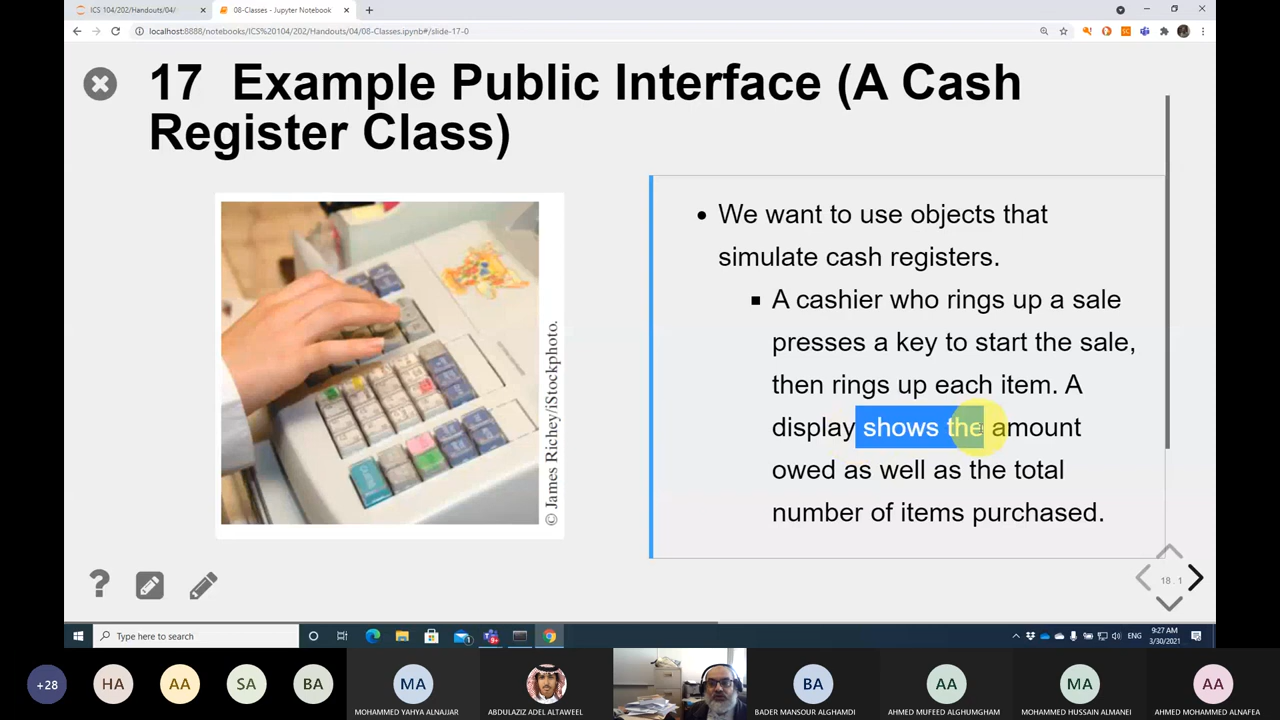 ICS 104/202/Handouts/04/
08-Classes - Jupyter Notebook
localhost:8888/notebooks/ICS%20104/202/Handouts/04/08-Classes.ipynb#/slide-17-0
17 Example Public Interface (A Cash
Register Class)
We want to use objects that
simulate cash registers.
A cashier who rings up a sale
presses a key to start the sale,
then rings up each item. A
display shows the amount
owed as well as the total
number of items purchased.
© James Richey/iStockphoto.
18.1
Type here to search
ENG
9:27 AM
3/30/2021
+28
HA
AA
SA
BA
MA
MOHAMMED YAHYA ALNAJJAR
ABDULAZIZ ADEL ALTAWEEL
BA
BADER MANSOUR ALGHAMDI
AA
AHMED MUFEED ALGHUMGHAM
MA
MOHAMMED HUSSAIN ALMANEI
AA
AHMED MOHAMMED ALNAFEA